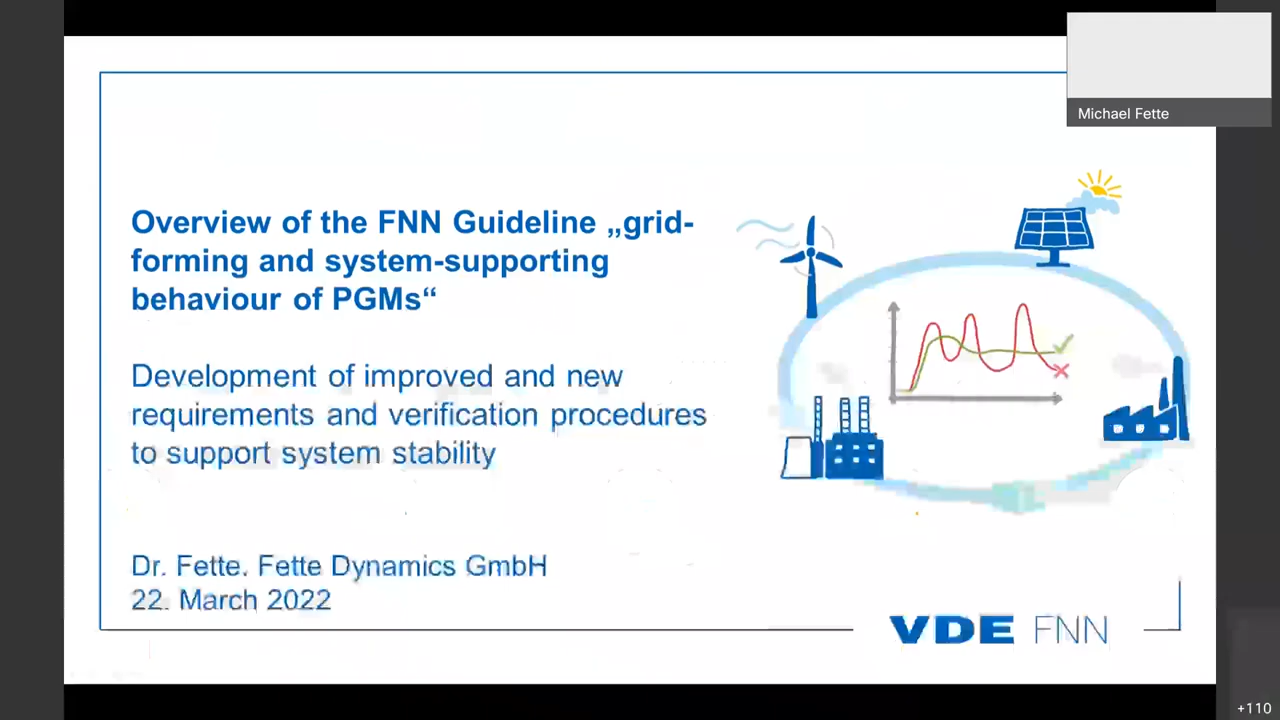 Michael Fette
Overview of the FNN Guideline „grid-
forming and system-supporting
behaviour of PGMs“
Development of improved and new
requirements and verification procedures
to support system stability
Dr. Fette. Fette Dynamics GmbH
22. March 2022
VDE FNN
+110